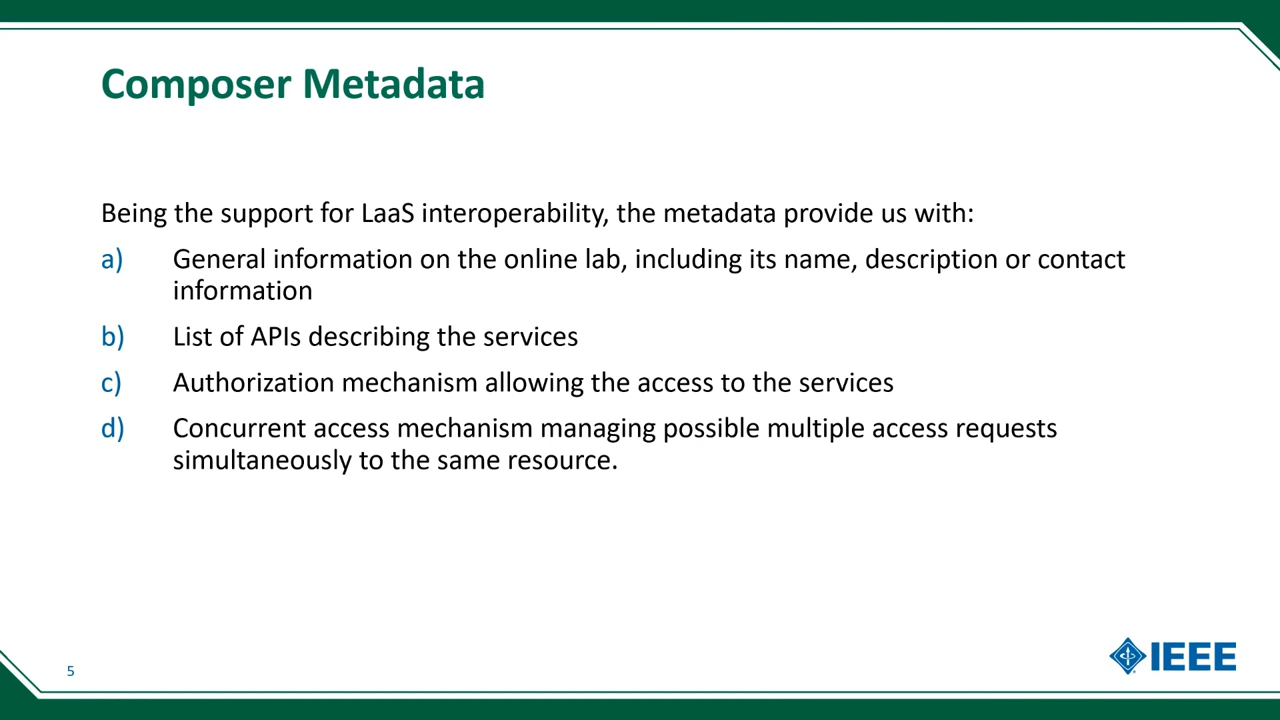 Composer Metadata
Being the support for LaaS interoperability, the metadata provide us with:
a) General information on the online lab, including its name, description or contact
information
b) List of APIs describing the services
c) Authorization mechanism allowing the access to the services
d) Concurrent access mechanism managing possible multiple access requests
simultaneously to the same resource.
5
IEEE